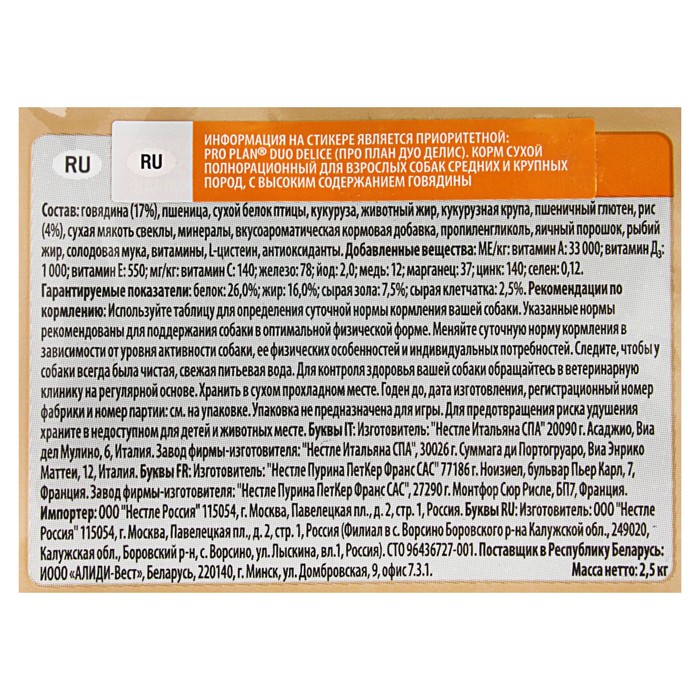 RU
RU
ИНФОРМАЦИЯ НА СТИКЕРЕ ЯВЛЯЕТСЯ ПРИОРИТЕТНОЙ:
PRO PLAN® DUO DELICE (ПРО ПЛАН ДУО ДЕЛИС). КОРМ СУХОЙ
ПОЛНОРАЦИОННЫЙ ДЛЯ ВЗРОСЛЫХ СОБАК СРЕДНИХ И КРУПНЫХ
ПОРОД, С ВЫСОКИМ СОДЕРЖАНИЕМ ГОВЯДИНЫ
Состав: говядина (17%), пшеница, сухой белок птицы, кукуруза, животный жир, кукурузная крупа, пшеничный глютен, рис
(4%), сухая мякоть свеклы, минералы, вкусоароматическая кормовая добавка, пропиленгликоль, яичный порошок, рыбий
жир, солодовая мука, витамины, L-цистеин, антиоксиданты. Добавленные вещества: МЕ/кг: витамин А: 33 000; витамин Д3:
1 000; витамин Е: 550; мг/кг: витамин С: 140; железо: 78; йод: 2,0; медь: 12; марганец: 37; цинк: 140; селен: 0,12.
Гарантируемые показатели: белок: 26,0%; жир: 16,0%; сырая зола: 7,5%; сырая клетчатка: 2,5%. Рекомендации по
кормлению: Используйте таблицу для определения суточной нормы кормления вашей собаки. Указанные нормы
рекомендованы для поддержания собаки в оптимальной физической форме. Меняйте суточную норму кормления в
зависимости от уровня активности собаки, ее физических особенностей и индивидуальных потребностей. Следите, чтобы у
собаки всегда была чистая, свежая питьевая вода. Для контроля здоровья вашей собаки обращайтесь в ветеринарную
клинику на регулярной основе. Хранить в сухом прохладном месте. Годен до, дата изготовления, регистрационный номер
фабрики и номер партии: см. на упаковке. Упаковка не предназначена для игры. Для предотвращения риска удушения
храните в недоступном для детей и животных месте. Буквы IT: Изготовитель: "Нестле Итальяна СПА" 20090 г. Асаджио, Виа
дел Мулино, 6, Италия. Завод фирмы-изготовителя: "Нестле Итальяна СПА", 30026 г. Суммага ди Портогруаро, Виа Энрико
Маттеи, 12, Италия. Буквы FR: Изготовитель: "Нестле Пурина ПетКер Франс САС" 77186 г. Ноизиел, бульвар Пьер Карл, 7,
Франция. Завод фирмы-изготовителя: "Нестле Пурина ПетКер Франс САС", 27290 г. Монтфор Сюр Рисле, БП7, Франция.
Импортер: ООО "Нестле Россия" 115054, г. Москва, Павелецкая пл., д. 2, стр. 1, Россия. Буквы RU: Изготовитель: ООО "Нестле
Россия" 115054, г. Москва, Павелецкая пл., д. 2, стр. 1, Россия (Филиал в с. Ворсино Боровского р-на Калужской обл., 249020,
Калужская обл., Боровский р-н, с. Ворсино, ул. Лыскина, вл.1, Россия). СТО 96436727-001. Поставщик в Республику Беларусь:
ИООО «АЛИДИ-Вест», Беларусь, 220140, г. Минск, ул. Домбровская, 9, офис 7.3.1. Масса нетто: 2,5 кг